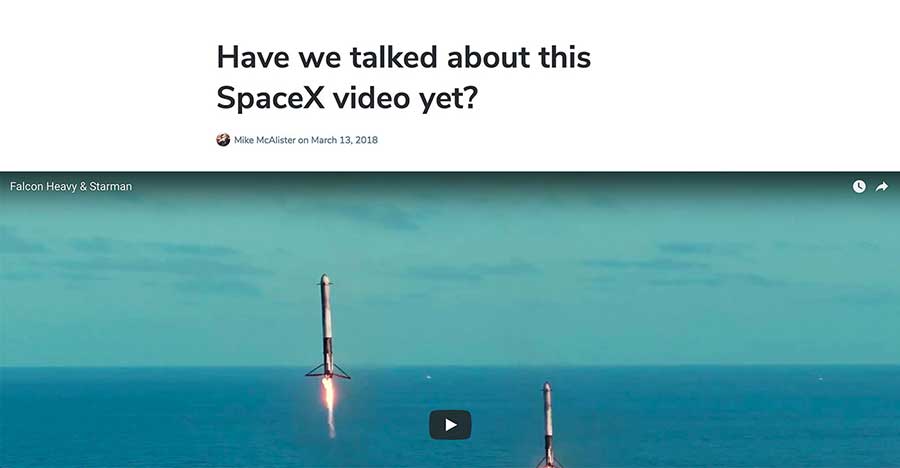 Have we talked about this
SpaceX video yet?
Mike McAlister on March 13, 2018
Falcon Heavy & Starman